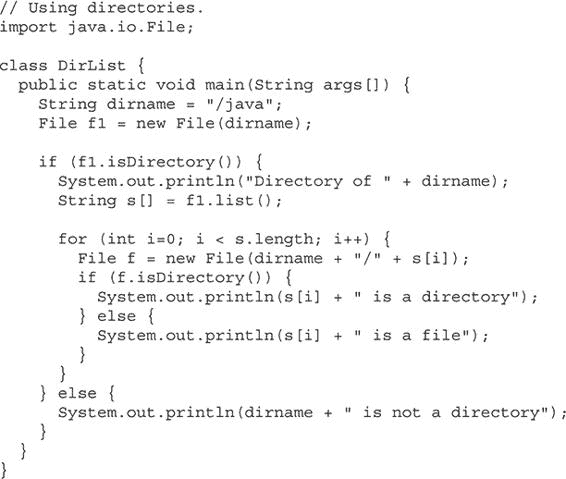 // Using directories.
import java.io.File;

class DirList {
  public static void main(String args[]) {
    String dirname = "/java";
    File f1 = new File(dirname);

    if (f1.isDirectory()) {
      System.out.println("Directory of " + dirname);
      String s[] = f1.list();

      for (int i=0; i < s.length; i++) {
        File f = new File(dirname + "/" + s[i]);
        if (f.isDirectory()) {
          System.out.println(s[i] + " is a directory");
        } else {
          System.out.println(s[i] + " is a file");
        }
      }
    } else {
      System.out.println(dirname + " is not a directory");
    }
  }
}